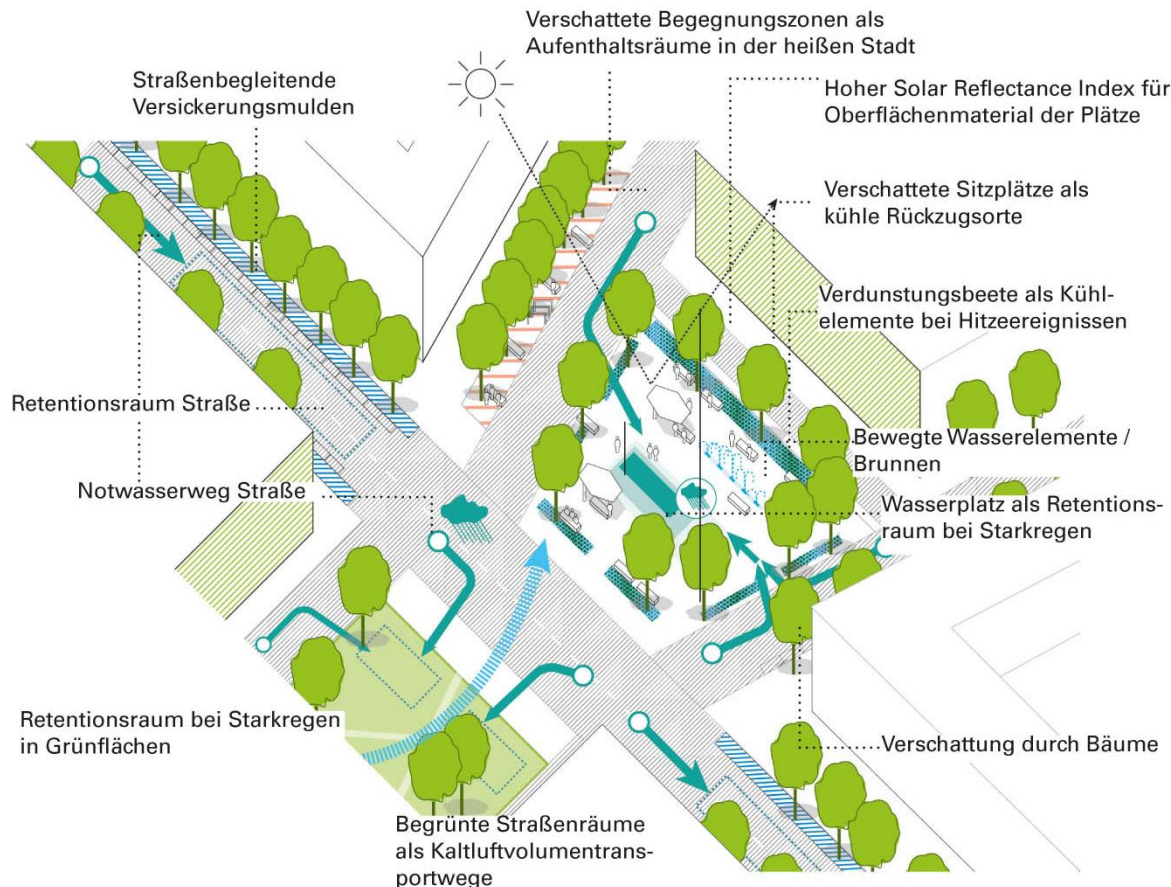 Verschattete Begegnungszonen als
Aufenthaltsräume in der heißen Stadt
Straßenbegleitende
Versickerungsmulden
Hoher Solar Reflectance Index für
Oberflächenmaterial der Plätze
Verschattete Sitzplätze als
kühle Rückzugsorte
Verdunstungsbeete als Kühl-
elemente bei Hitzeereignissen
Retentionsraum Straße
Bewegte Wasserelemente /
Brunnen
Notwasserweg Straße
Wasserplatz als Retentions-
raum bei Starkregen
Retentionsraum bei Starkregen
in Grünflächen
Verschattung durch Bäume
Begrünte Straßenräume
als Kaltluftvolumentrans-
portwege